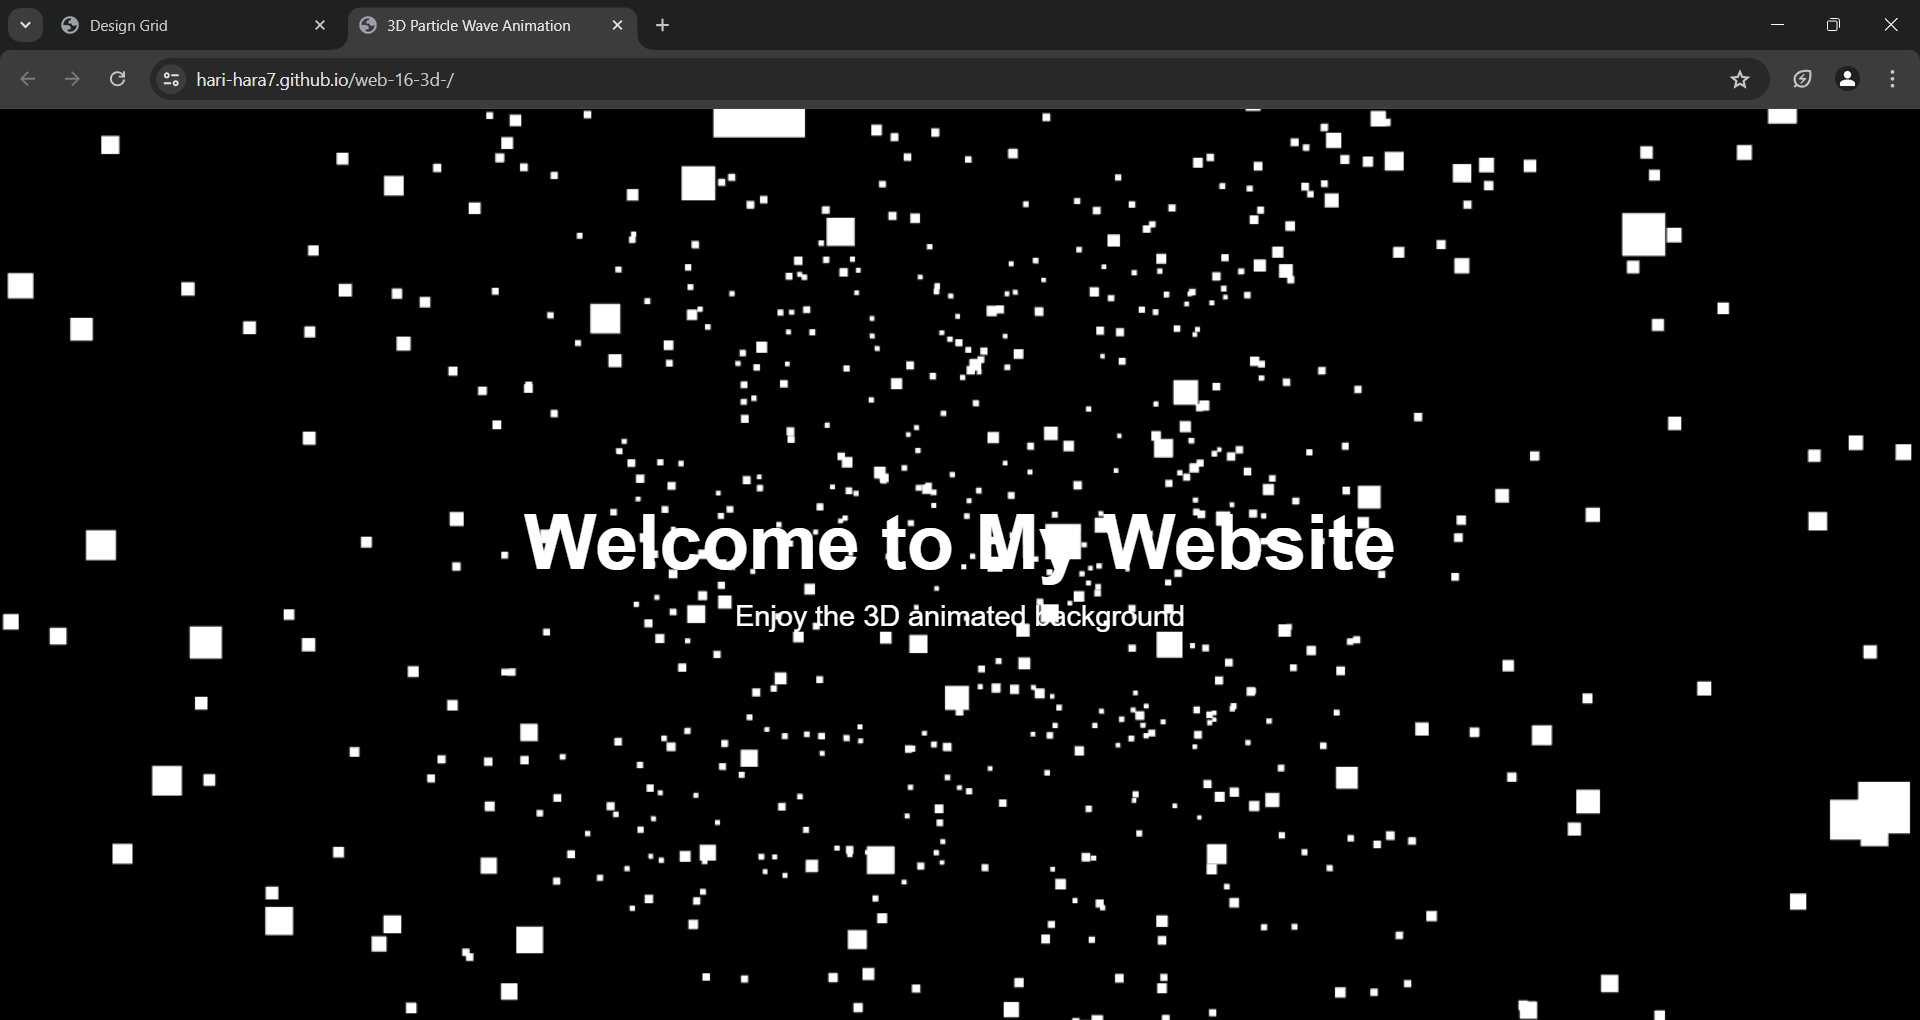 Design Grid
3D Particle Wave Animation
hari-hara7.github.io/web-16-3d-/
Welcome to My Website
Enjoy the 3D animated background